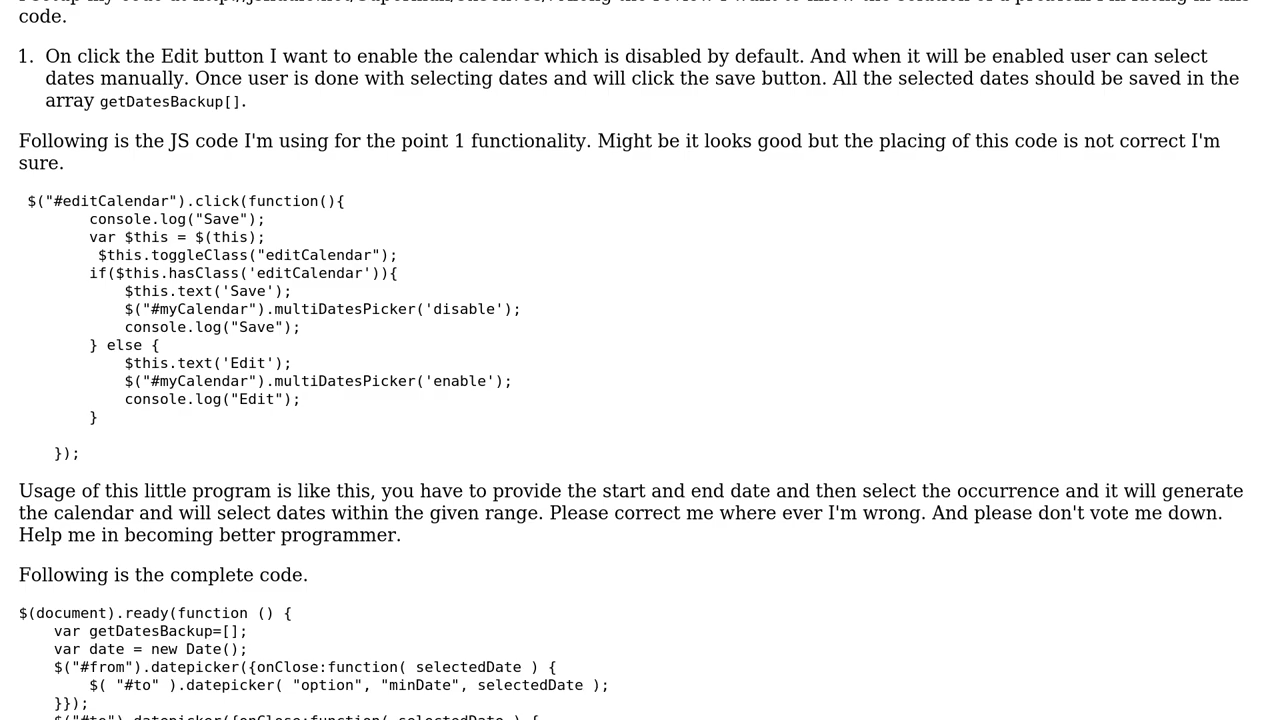 code.
1. On click the Edit button I want to enable the calendar which is disabled by default. And when it will be enabled user can select
dates manually. Once user is done with selecting dates and will click the save button. All the selected dates should be saved in the
array getDatesBackup[].
Following is the JS code I'm using for the point 1 functionality. Might be it looks good but the placing of this code is not correct I'm
sure.
$("#editCalendar").click(function(){
console.log("Save");
var $this = $(this);
$this.toggleClass("editCalendar");
if($this.hasClass('editCalendar')){
$this.text('Save');
$("#myCalendar").multiDatesPicker('disable');
console.log("Save");
} else {
$this.text('Edit');
$("#myCalendar").multiDatesPicker('enable');
console.log("Edit");
}
});
Usage of this little program is like this, you have to provide the start and end date and then select the occurrence and it will generate
the calendar and will select dates within the given range. Please correct me where ever I'm wrong. And please don't vote me down.
Help me in becoming better programmer.
Following is the complete code.
$(document).ready(function () {
var getDatesBackup=[];
var date = new Date();
$("#from").datepicker({onClose:function( selectedDate ) {
$( "#to" ).datepicker( "option", "minDate", selectedDate );
}});
$("#to").datepicker({onClose:function( selectedDate ) {